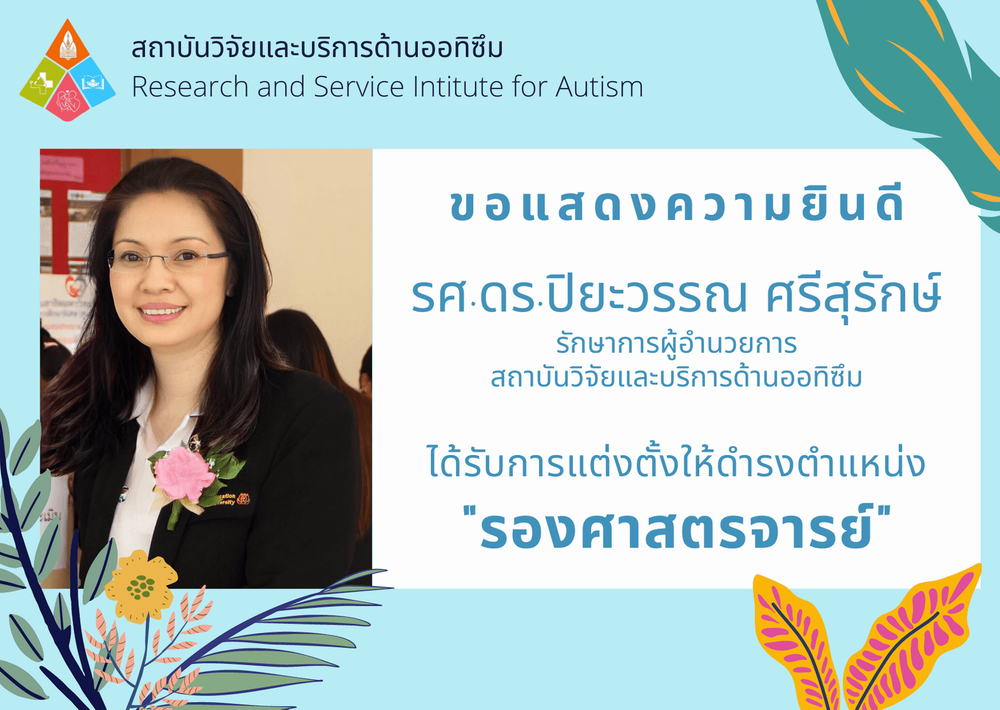 สถาบันวิจัยและบริการด้านออทิซึม
Research and Service Intitute for Autism
ขอแสดงความยินดี
รศ.ดร.ปิยะวรรณ ศรีสุรักษ์
รักษาการผู้อำนวยการ
สถาบันวิจัยและบริการด้านออทิซึม
ได้รับการแต่งตั้งให้ดำรงตำแหน่ง
"รองศาสตรจารย์"